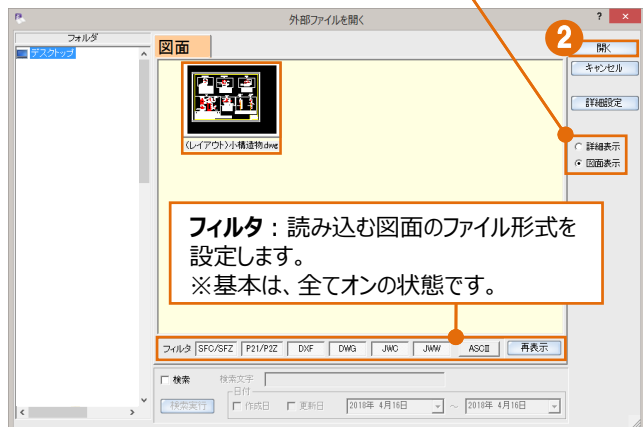 外部ファイルを開く
? ×
フォルダ
デスクトップ
図面
2
開く
キャンセル
詳細設定
(レイアウト)小構造物.dwg
詳細表示
図面表示
フィルタ：読み込む図面のファイル形式を
設定します。
※基本は、全てオンの状態です。
フィルタ SFC/SFZ P21/P2Z DXF DWG JWC JWW ASCII 再表示
検索 検索文字
日付
検索実行 作成日 更新日 2018年 4月16日 ～ 2018年 4月16日